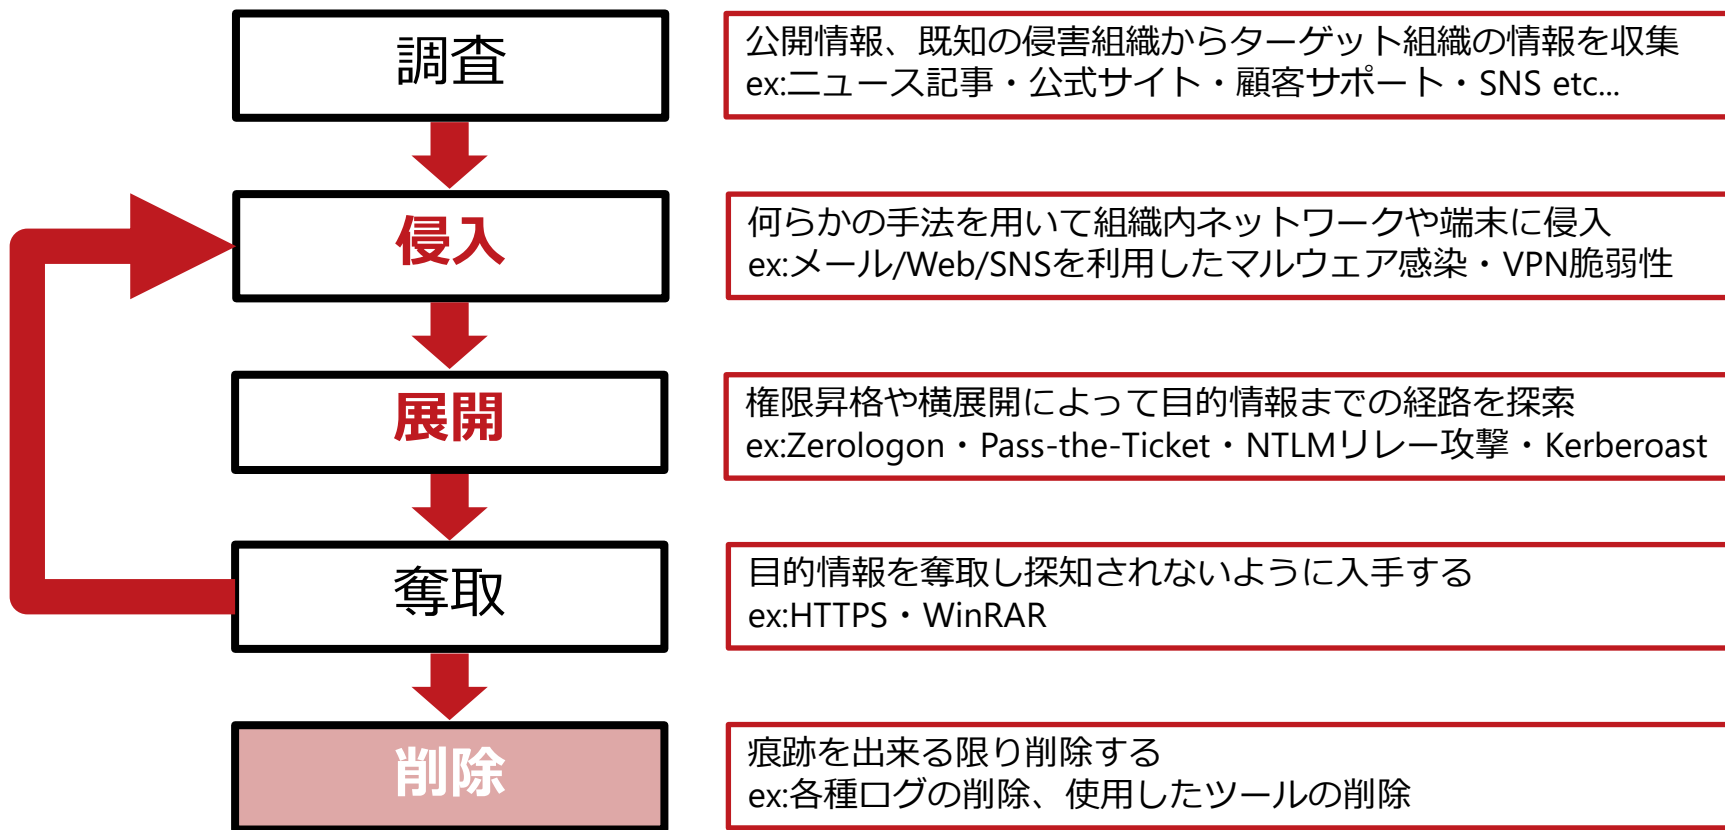 調査
公開情報、既知の侵害組織からターゲット組織の情報を収集
ex:ニュース記事・公式サイト・顧客サポート・SNS etc...
侵入
何らかの手法を用いて組織内ネットワークや端末に侵入
ex:メール/Web/SNSを利用したマルウェア感染・VPN脆弱性
展開
権限昇格や横展開によって目的情報までの経路を探索
ex:Zerologon・Pass-the-Ticket・NTLMリレー攻撃・Kerberoast
奪取
目的情報を奪取し探知されないように入手する
ex:HTTPS・WinRAR
削除
痕跡を出来る限り削除する
ex:各種ログの削除、使用したツールの削除